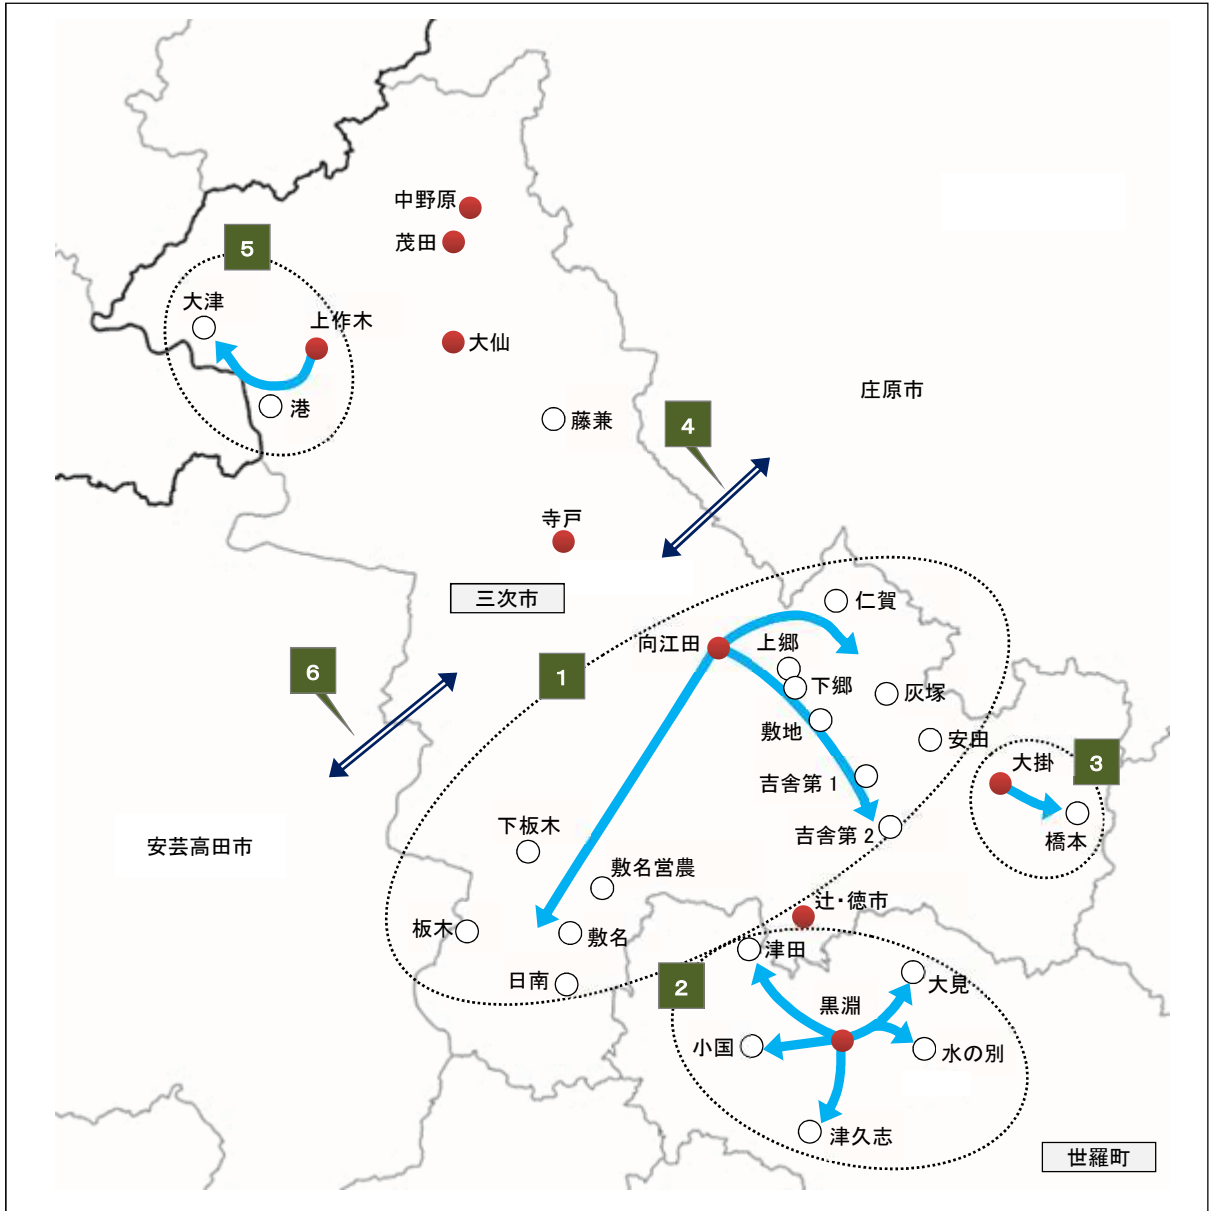 中野原
茂田
5
大津
上作木
大仙
港
藤兼
庄原市
4
寺戸
三次市
仁賀
向江田
上郷
6
1
下郷
灰塚
敷地
安田
大掛
3
吉舎第1
下板木
吉舎第2
橋本
安芸高田市
敷名営農
辻・徳市
板木
敷名
津田
日南
2
大見
黒淵
小国
水の別
津久志
世羅町